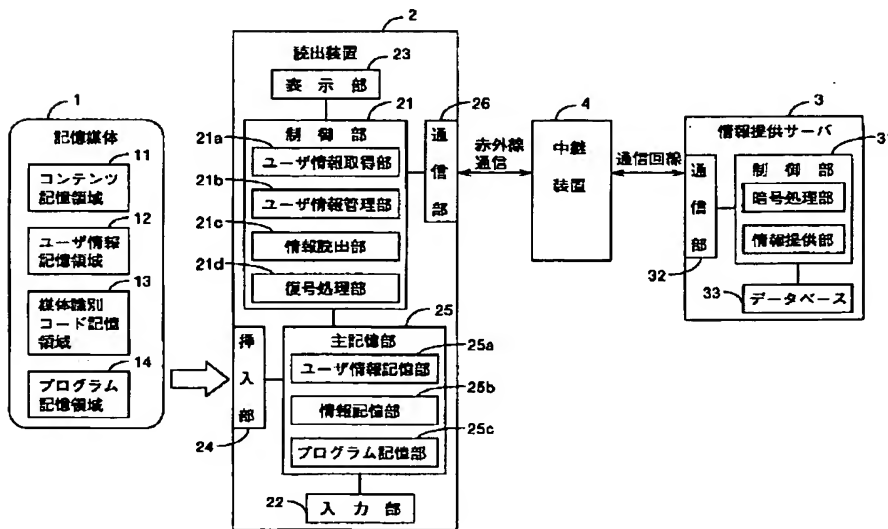 1
記憶媒体
11
コンテンツ
記憶領域
12
ユーザ情報
記憶領域
13
媒体識別
コード記憶
領域
14
プログラム
記憶領域
2
読出装置
23
表示部
21
制御部
21a
ユーザ情報取得部
21b
ユーザ情報管理部
21c
情報読出部
21d
復号処理部
26
通信部
25
主記憶部
25a
ユーザ情報記憶部
25b
情報記憶部
25c
プログラム記憶部
挿入部
24
22
入力部
赤外線
通信
4
中継
装置
通信回線
3
情報提供サーバ
31
制御部
暗号処理部
情報提供部
通信部
32
33
データベース